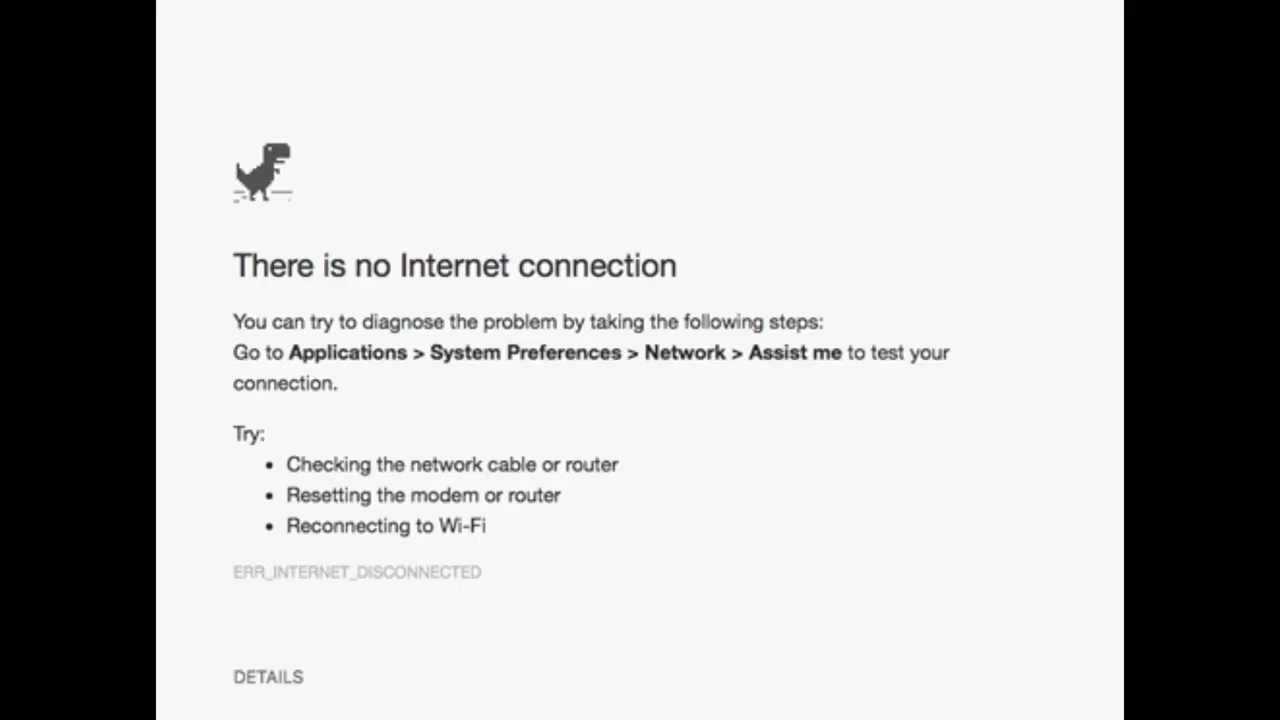 There is no Internet connection
You can try to diagnose the problem by taking the following steps:
Go to Applications > System Preferences > Network > Assist me to test your
connection.
Try:
• Checking the network cable or router
• Resetting the modem or router
• Reconnecting to Wi-Fi
ERR_INTERNET_DISCONNECTED
DETAILS